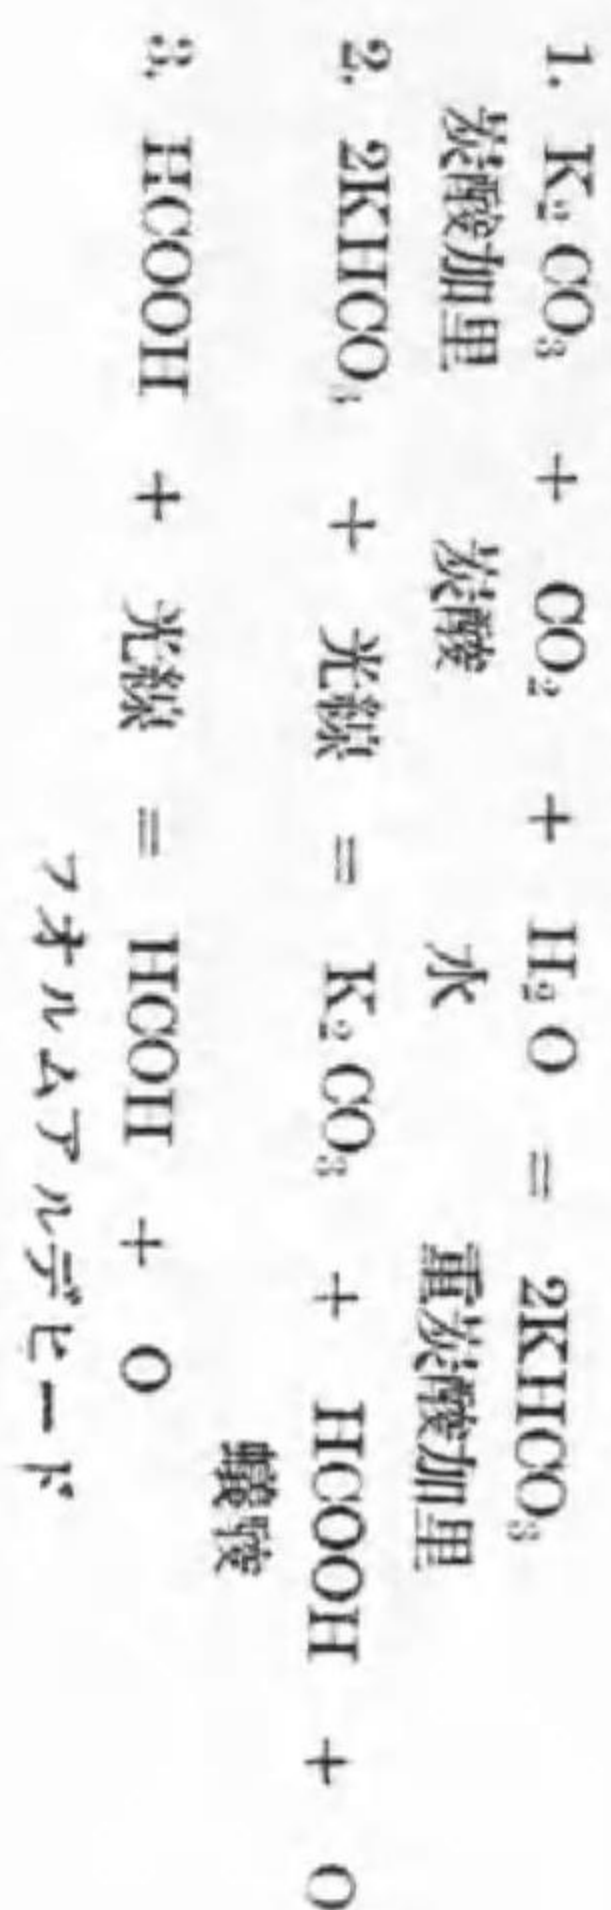 1. K₂CO₃ + CO₂ + H₂O = 2KHCO₃
炭酸加里 炭酸 水 重炭酸加里
2. 2KHCO₃ + 光線 = K₂CO₃ + HCOOH + O
蟻酸
3. HCOOH + 光線 = HCOH + O
フオルムアルデヒード